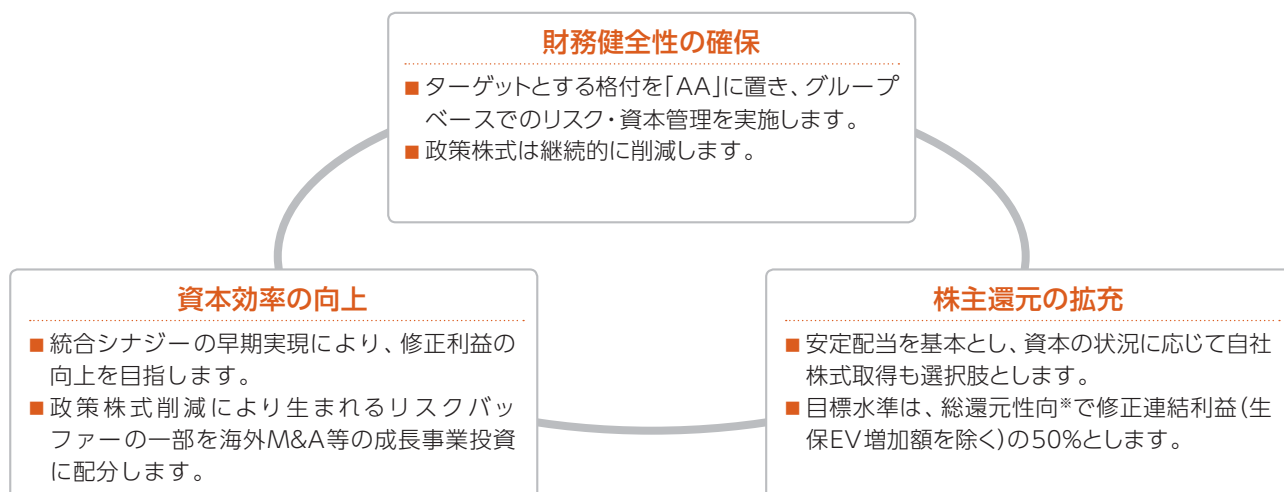 財務健全性の確保
■ターゲットとする格付を「AA」に置き、グループ
ベースでのリスク・資本管理を実施します。
■政策株式は継続的に削減します。
資本効率の向上
■統合シナジーの早期実現により、修正利益の
向上を目指します。
■政策株式削減により生まれるリスクバッ
ファーの一部を海外M&A等の成長事業投資
に配分します。
株主還元の拡充
■安定配当を基本とし、資本の状況に応じて自社
株式取得も選択肢とします。
■目標水準は、総還元性向※で修正連結利益(生
保EV増加額を除く)の50%とします。